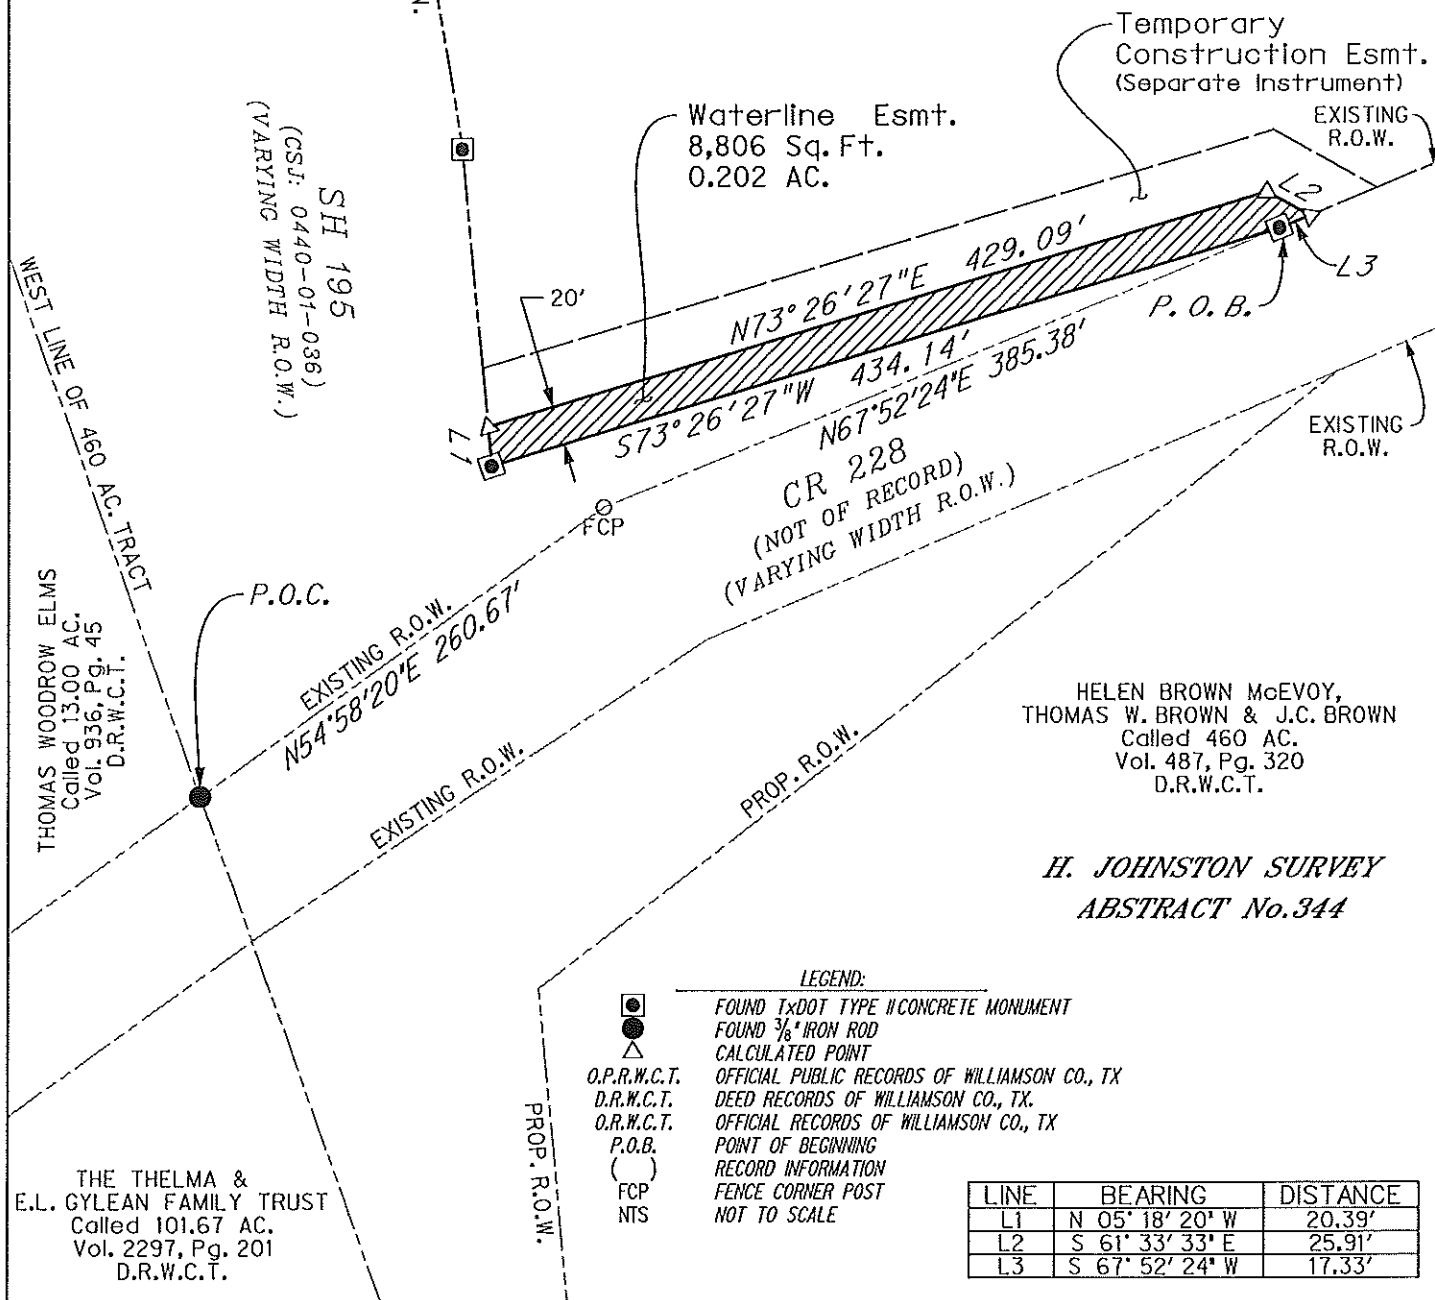 N.
Temporary
Construction Esmt.
(Separate Instrument)
EXISTING
R.O.W.
Waterline Esmt.
8,806 Sq. Ft.
0.202 AC.
SH 195
(CSJ: 0440-01-036)
(VARYING WIDTH R.O.W.)
L2
L3
P.O.B.
20'
N73°26'27"E 429.09'
S73°26'27"W 434.14'
N67°52'24"E 385.38'
L1
CR 228
(NOT OF RECORD)
(VARYING WIDTH R.O.W.)
EXISTING
R.O.W.
FCP
WEST LINE OF 460 AC. TRACT
P.O.C.
EXISTING R.O.W.
N54°58'20"E 260.67'
THOMAS WOODROW ELMS
Called 13.00 AC.
Vol. 936, Pg. 45
D.R.W.C.T.
EXISTING R.O.W.
PROP. R.O.W.
HELEN BROWN McEVOY,
THOMAS W. BROWN & J.C. BROWN
Called 460 AC.
Vol. 487, Pg. 320
D.R.W.C.T.
H. JOHNSTON SURVEY
ABSTRACT No.344
PROP. R.O.W.
LEGEND:
FOUND TxDOT TYPE II CONCRETE MONUMENT
FOUND 3/8" IRON ROD
CALCULATED POINT
O.P.R.W.C.T. OFFICIAL PUBLIC RECORDS OF WILLIAMSON CO., TX
D.R.W.C.T. DEED RECORDS OF WILLIAMSON CO., TX.
O.R.W.C.T. OFFICIAL RECORDS OF WILLIAMSON CO., TX
P.O.B. POINT OF BEGINNING
( ) RECORD INFORMATION
FCP FENCE CORNER POST
NTS NOT TO SCALE
THE THELMA &
E.L. GYLEAN FAMILY TRUST
Called 101.67 AC.
Vol. 2297, Pg. 201
D.R.W.C.T.
LINE BEARING DISTANCE
L1 N 05° 18' 20" W 20.39'
L2 S 61° 33' 33" E 25.91'
L3 S 67° 52' 24" W 17.33'